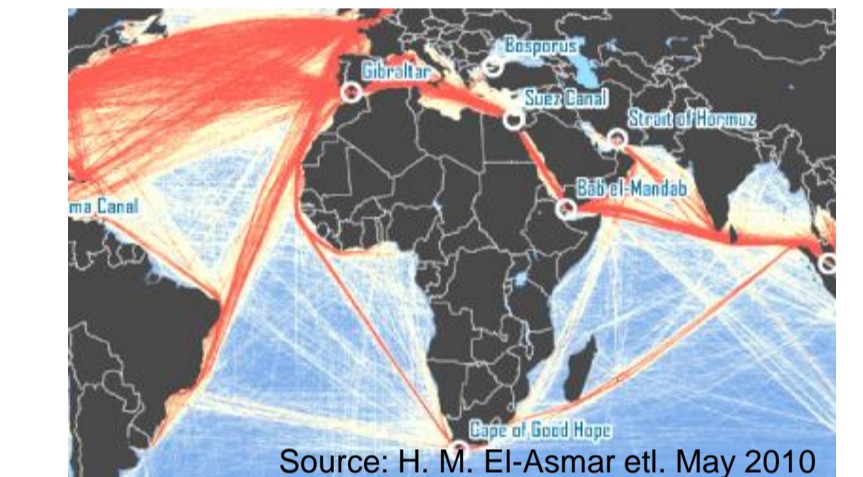 Bosporus
Gibraltar
Suez Canal
Strait of Hormuz
Bab el-Mandab
ma Canal
Cape of Good Hope
Source: H. M. El-Asmar etl. May 2010